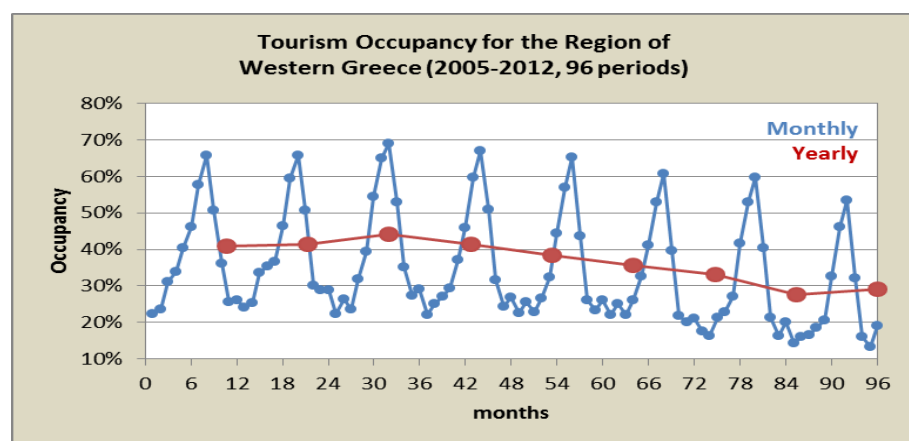 Tourism Occupancy for the Region of
Western Greece (2005-2012, 96 periods)
80%
Monthly
Yearly
70%
60%
50%
40%
30%
20%
10%
Occupancy
0 6 12 18 24 30 36 42 48 54 60 66 72 78 84 90 96
months